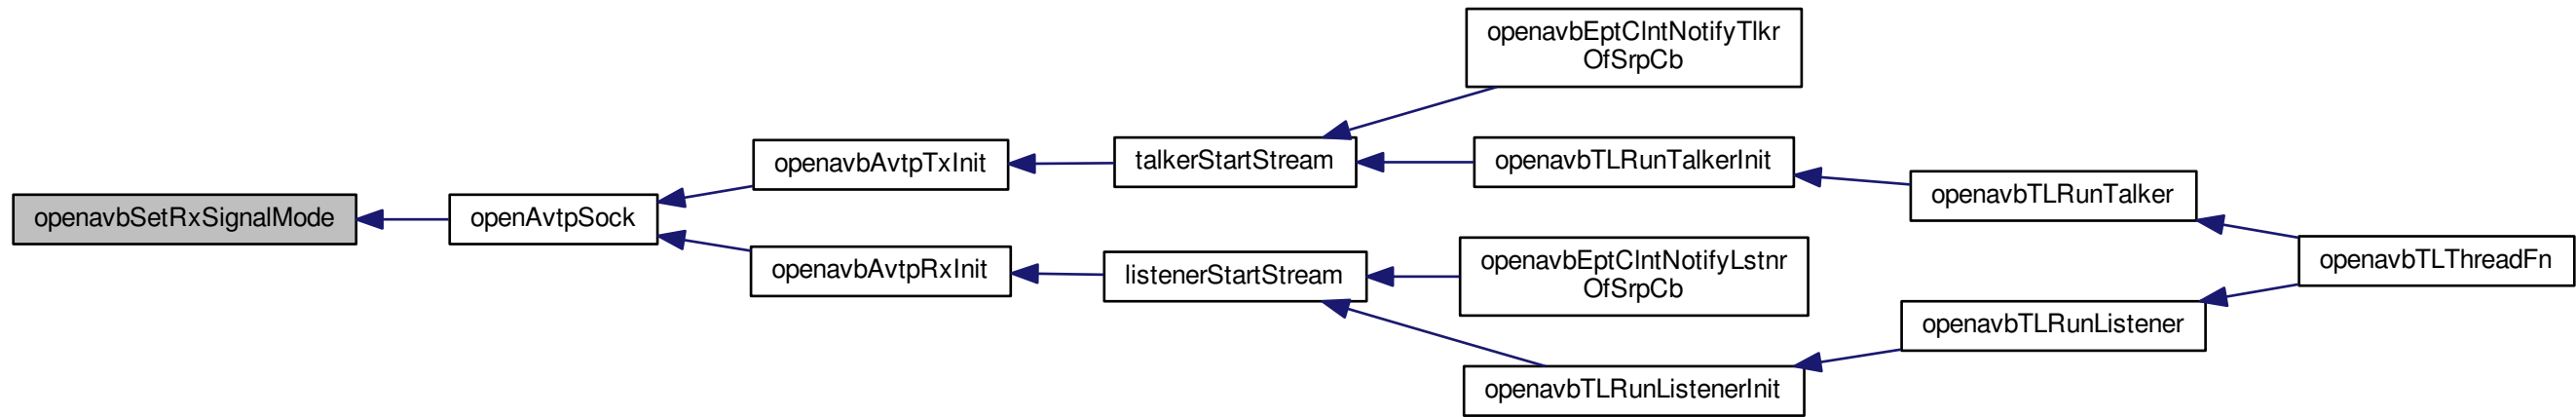 openavbEptClntNotifyTlkr
OfSrpCb
openavbAvtpTxInit
talkerStartStream
openavbTLRunTalkerInit
openavbTLRunTalker
openavbSetRxSignalMode
openAvtpSock
openavbTLThreadFn
openavbAvtpRxInit
listenerStartStream
openavbEptClntNotifyLstnr
OfSrpCb
openavbTLRunListener
openavbTLRunListenerInit